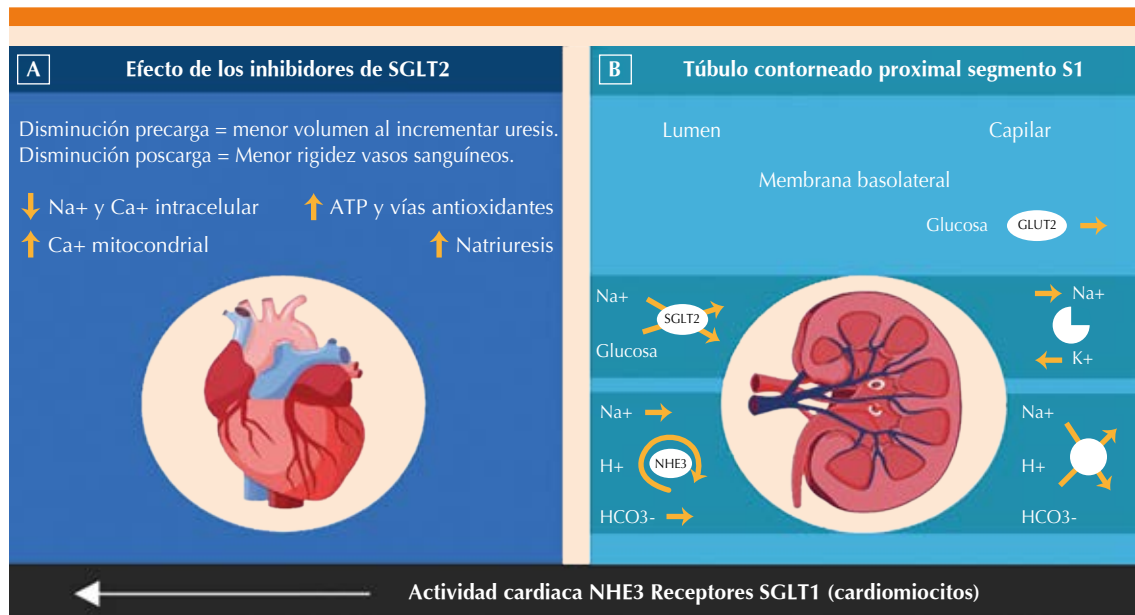 A
Efecto de los inhibidores de SGLT2
Disminución precarga = menor volumen al incrementar uresis.
Disminución poscarga = Menor rigidez vasos sanguíneos.
Na+ y Ca+ intracelular
ATP y vías antioxidantes
Ca+ mitocondrial
Natriuresis
B
Túbulo contorneado proximal segmento S1
Lumen
Capilar
Membrana basolateral
Glucosa
GLUT2
Na+
SGLT2
Glucosa
Na+
K+
Na+
H+
NHE3
HCO3-
Na+
H+
HCO3-
Actividad cardiaca NHE3 Receptores SGLT1 (cardiomiocitos)